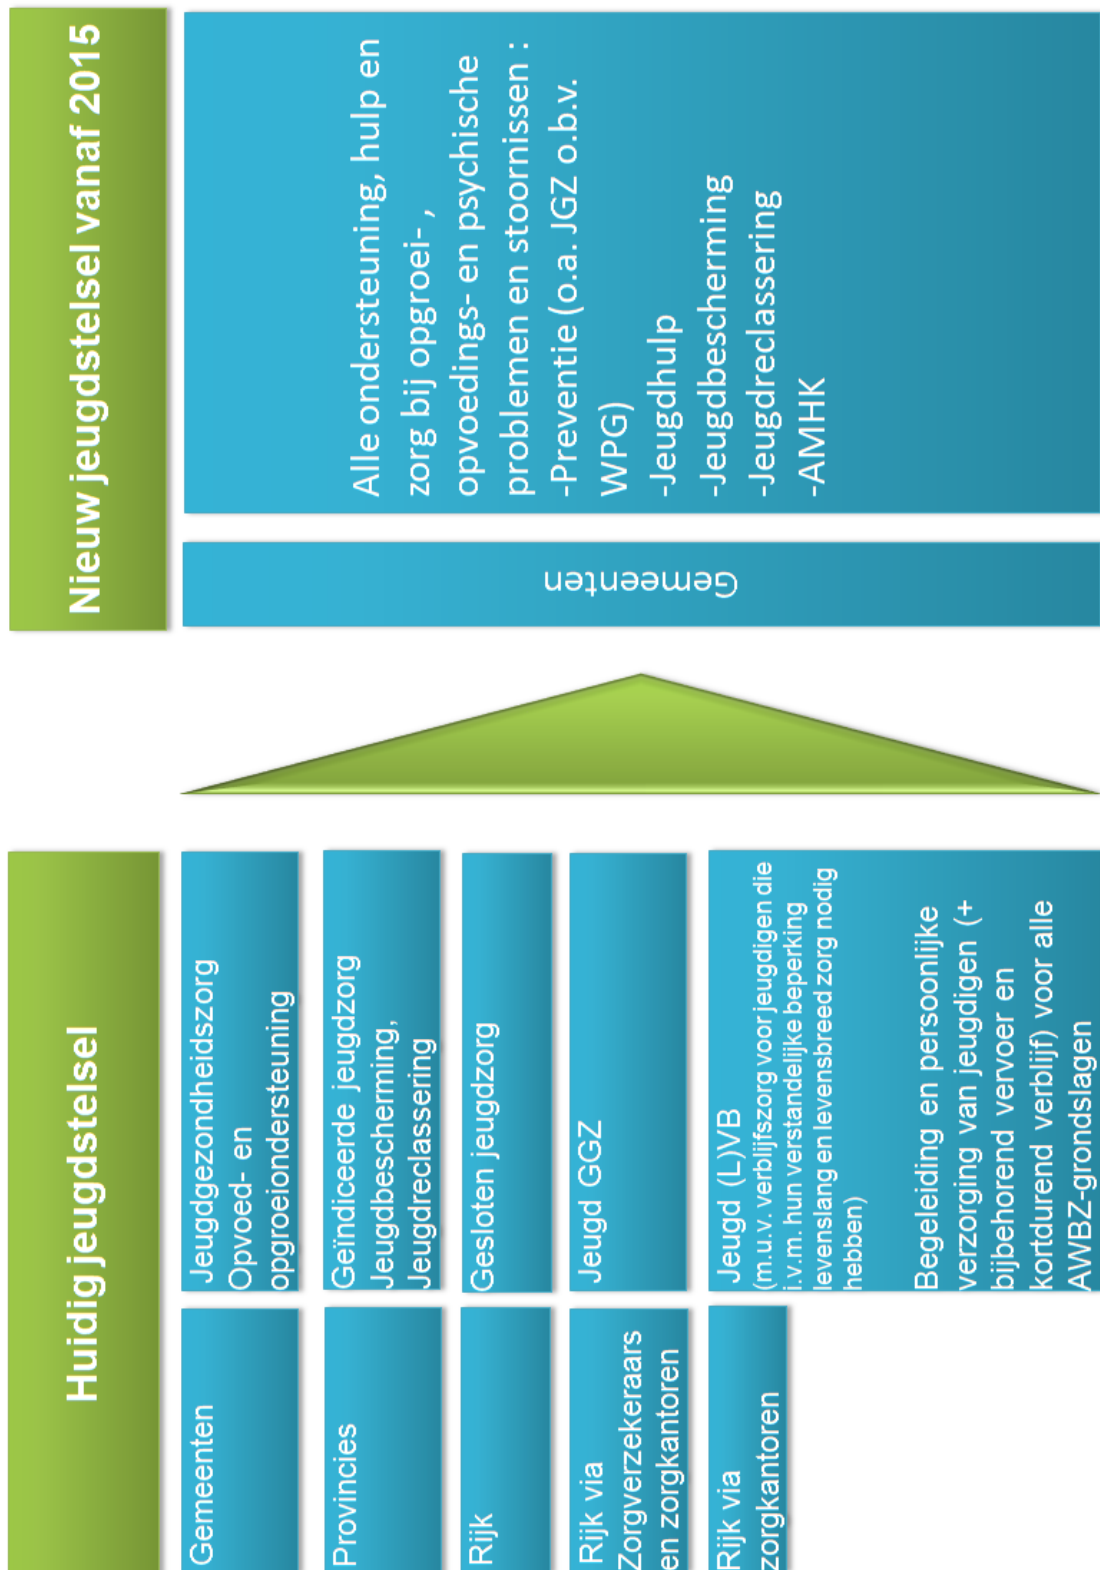 Huidig jeugdstelsel
Nieuw jeugdstelsel vanaf 2015
Gemeenten
Jeugdgezondheidszorg
Opvoed- en
opgroeiondersteuning
Provincies
Geïndiceerde jeugdzorg
Jeugdbescherming,
Jeugdreclassering
Rijk
Gesloten jeugdzorg
Rijk via
Zorgverzekeraars
en zorgkantoren
Jeugd GGZ
Rijk via
zorgkantoren
Jeugd (L)VB
(m.u.v. verblijfszorg voor jeugdigen die
i.v.m. hun verstandelijke beperking
levenslang en levensbreed zorg nodig
hebben)
Begeleiding en persoonlijke
verzorging van jeugdigen (+
bijbehorend vervoer en
kortdurend verblijf) voor alle
AWBZ-grondslagen
Gemeenten
Alle ondersteuning, hulp en
zorg bij opgroei- ,
opvoedings- en psychische
problemen en stoornissen :
-Preventie (o.a. JGZ o.b.v.
WPG)
-Jeugdhulp
-Jeugdbescherming
-Jeugdreclassering
-AMHK